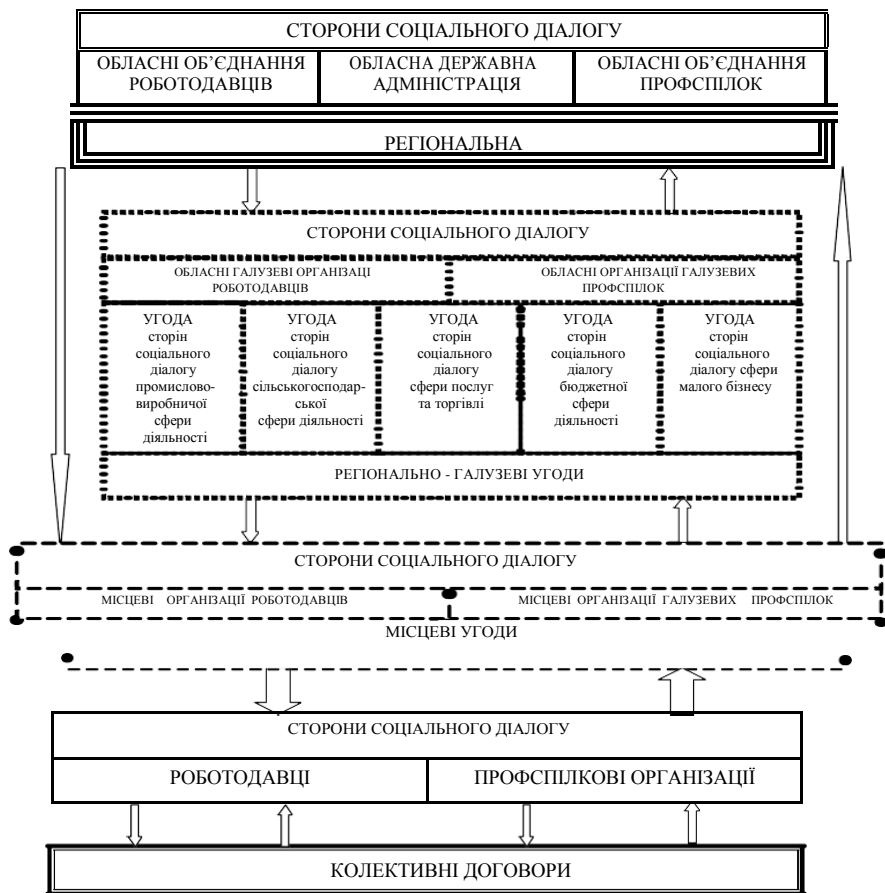 СТОРОНИ СОЦІАЛЬНОГО ДІАЛОГУ
ОБЛАСНІ ОБ’ЄДНАННЯ
РОБОТОДАВЦІВ
ОБЛАСНА ДЕРЖАВНА
АДМІНІСТРАЦІЯ
ОБЛАСНІ ОБ’ЄДНАННЯ
ПРОФСПІЛОК
РЕГІОНАЛЬНА
СТОРОНИ СОЦІАЛЬНОГО ДІАЛОГУ
ОБЛАСНІ ГАЛУЗЕВІ ОРГАНІЗАЦІ
РОБОТОДАВЦІВ
ОБЛАСНІ ОРГАНІЗАЦІЇ ГАЛУЗЕВИХ
ПРОФСПІЛОК
УГОДА
сторін
соціального
діалогу
промислово-
виробничої
сфери
діяльності
УГОДА
сторін
соціального
діалогу
сільськогосподар-
ської
сфери діяльності
УГОДА
сторін
соціального
діалогу
сфери послуг
та торгівлі
УГОДА
сторін
соціального
діалогу
бюджетної
сфери
діяльності
УГОДА
сторін
соціального
діалогу сфери
малого бізнесу
РЕГІОНАЛЬНО - ГАЛУЗЕВІ УГОДИ
СТОРОНИ СОЦІАЛЬНОГО ДІАЛОГУ
МІСЦЕВІ ОРГАНІЗАЦІЇ РОБОТОДАВЦІВ
МІСЦЕВІ ОРГАНІЗАЦІЇ ГАЛУЗЕВИХ ПРОФСПІЛОК
МІСЦЕВІ УГОДИ
СТОРОНИ СОЦІАЛЬНОГО ДІАЛОГУ
РОБОТОДАВЦІ
ПРОФСПІЛКОВІ ОРГАНІЗАЦІЇ
КОЛЕКТИВНІ ДОГОВОРИ